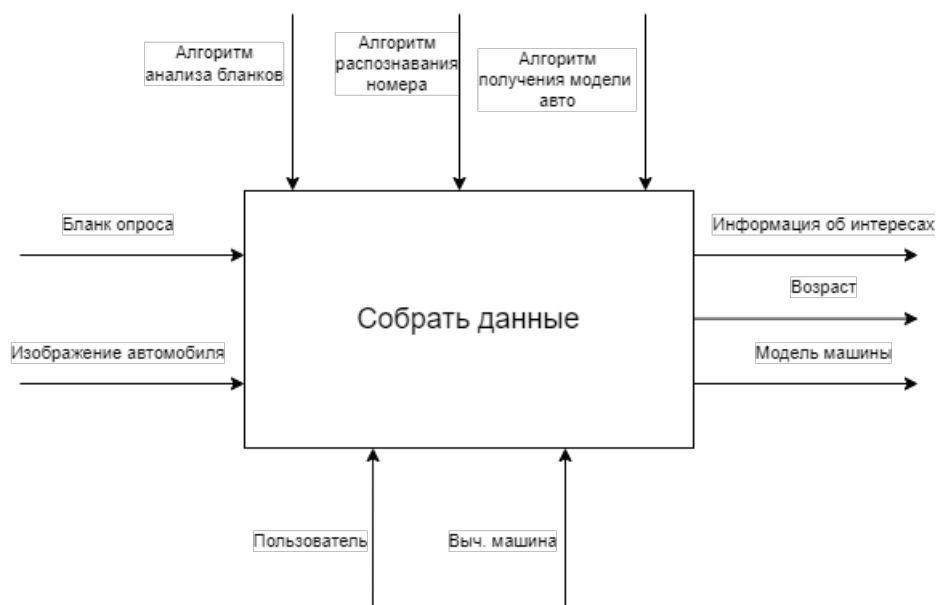 Алгоритм
анализа бланков
Алгоритм
распознавания
номера
Алгоритм
получения модели
авто
Бланк опроса
Информация об интересах
Возраст
Собрать данные
Изображение автомобиля
Модель машины
Пользователь
Выч. машина